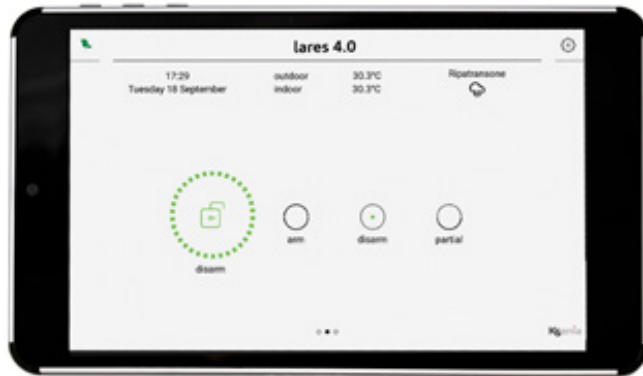 lares 4.0
17:29 outdoor 30.3°C Ripatransone
Tuesday 18 September indoor 30.3°C
arm disarm partial
disarm
Ksenia